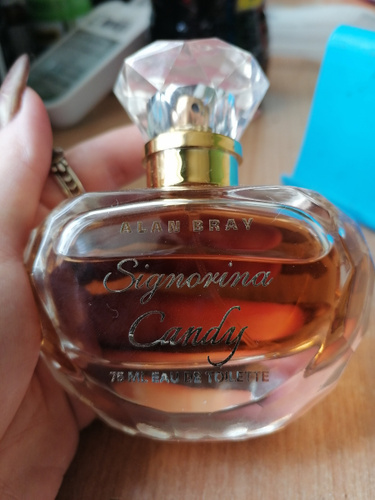 ALAN BRAY
Signorina
Candy
75 ML EAU DE TOILETTE